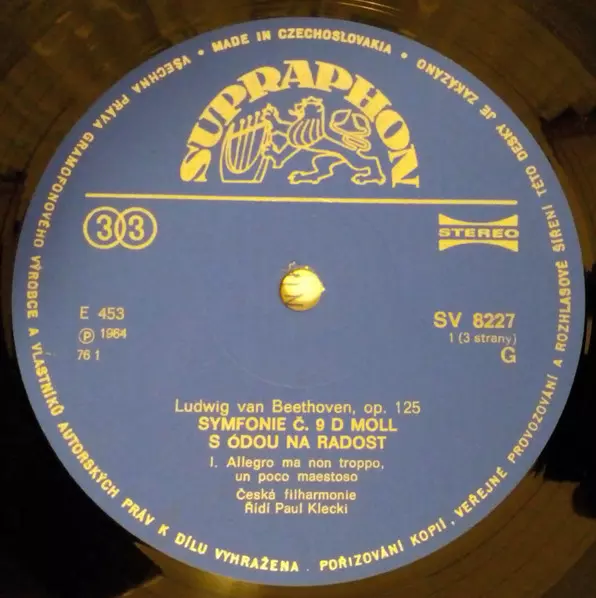 • MADE IN CZECHOSLOVAKIA •
VŠECHNA PRÁVA GRAMOFONOVÉHO VÝROBCE A VLASTNÍKŮ AUTORSKÝCH PRÁV K DÍLU VYHRAŽENA . POŘIZOVÁNÍ KOPIÍ, VEŘEJNÉ PROVOZOVÁNÍ A ROZHLASOVÉ ŠÍŘENÍ TÉTO DESKY JE ZAKÁZÁNO
SUPRAPHON
33
STEREO
E 453
SV 8227
Ⓟ 1964
1 (3 strany)
76 1
G
Ludwig van Beethoven, op. 125
SYMFONIE Č. 9 D MOLL
S ÓDOU NA RADOST
I. Allegro ma non troppo,
un poco maestoso
Česká filharmonie
Řídí Paul Klecki